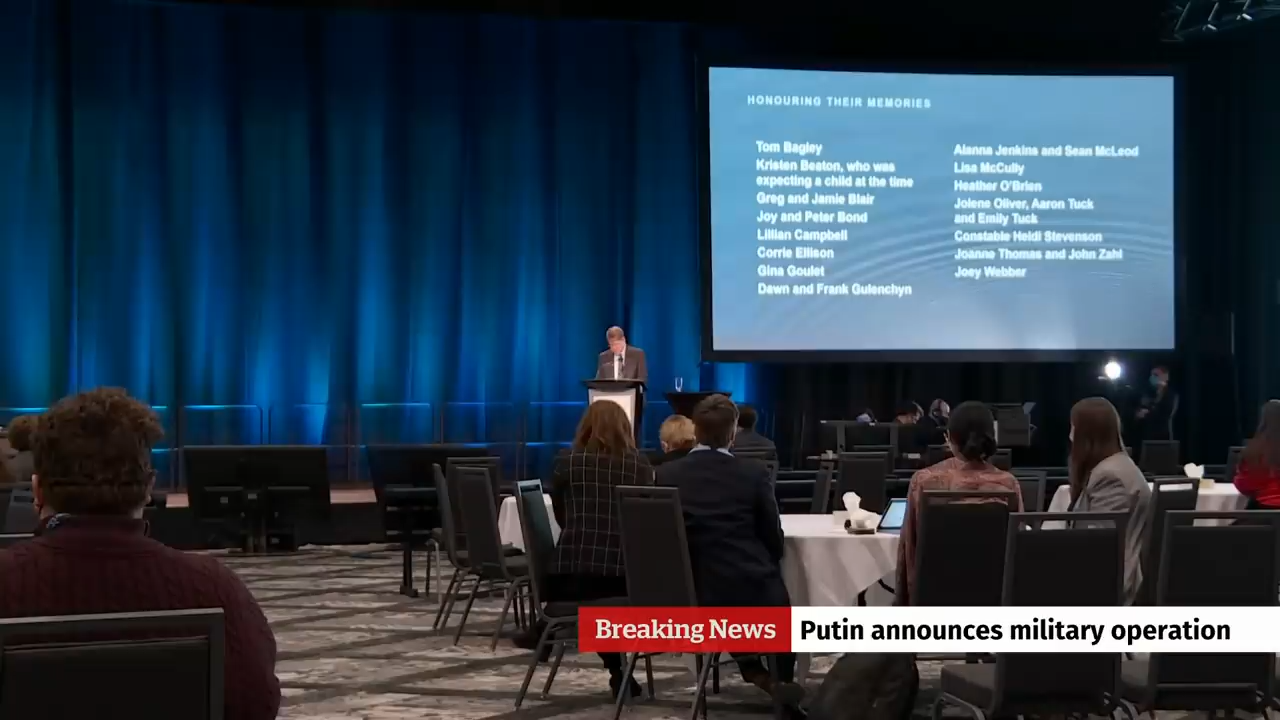 HONOURING THEIR MEMORIES
Tom Bagley
Kristen Beaton, who was
expecting a child at the time
Greg and Jamie Blair
Joy and Peter Bond
Lillian Campbell
Corrie Ellison
Gina Goulet
Dawn and Frank Gulenchyn
Alanna Jenkins and Sean McLeod
Lisa McCully
Heather O'Brien
Jolene Oliver, Aaron Tuck
and Emily Tuck
Constable Heidi Stevenson
Joanne Thomas and John Zahl
Joey Webber
Breaking News
Putin announces military operation